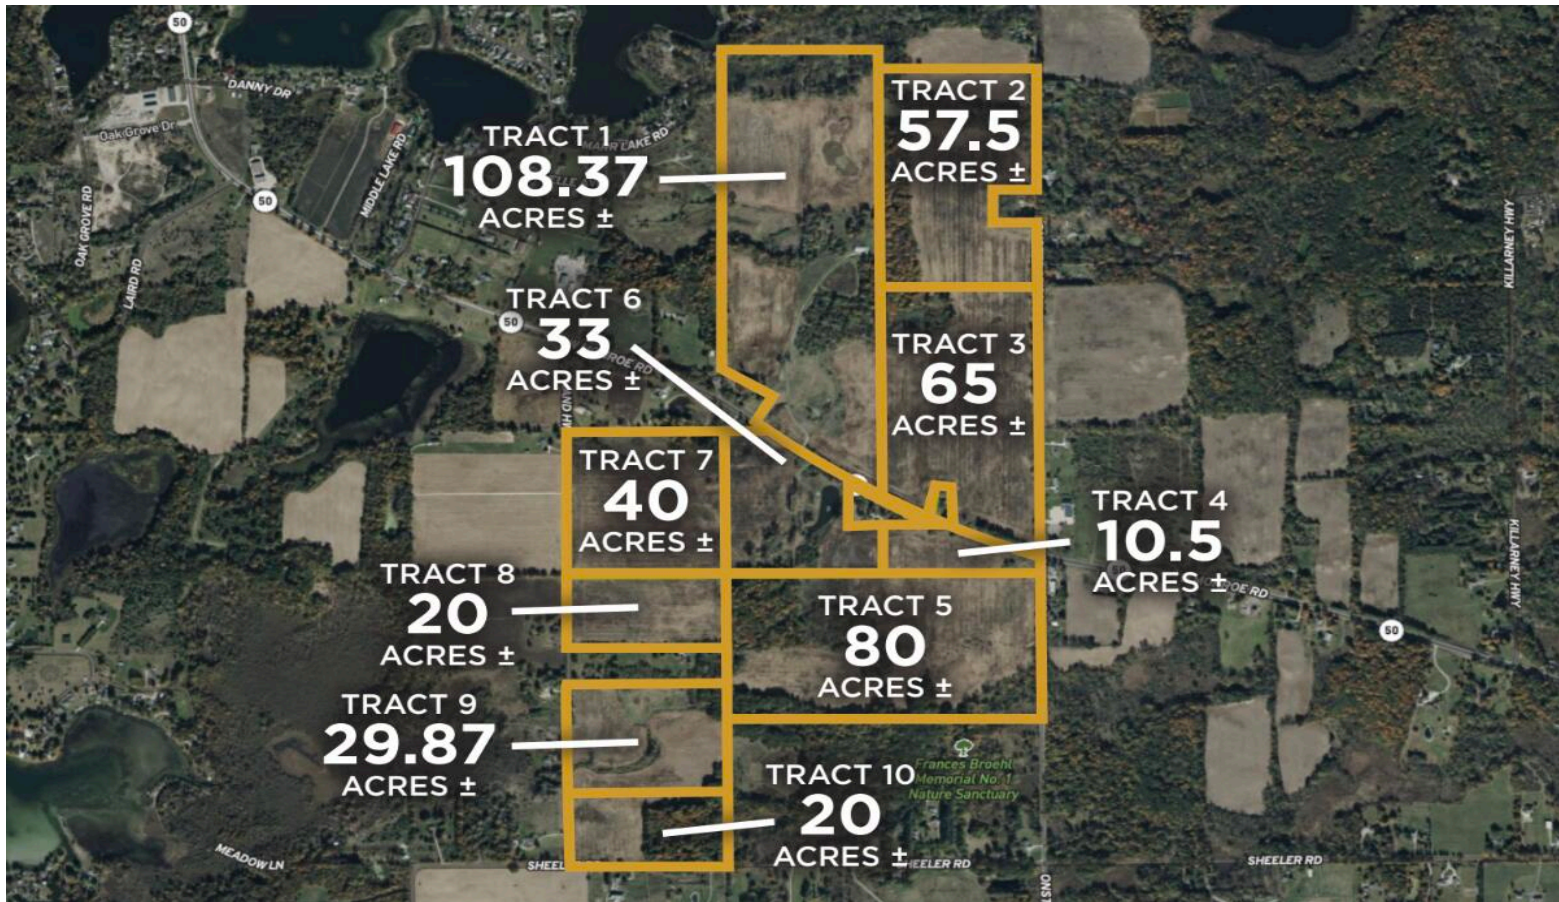 50
DANNY DR
Oak Grove Dr
MARR LAKE RD
MIDDLE LAKE RD
OAK GROVE RD
LAIRD RD
50
50
KILLARNEY HWY
TRACT 1
108.37
ACRES ±
TRACT 2
57.5
ACRES ±
TRACT 6
33
ACRES ±
TRACT 3
65
ACRES ±
TRACT 7
40
ACRES ±
TRACT 4
10.5
ACRES ±
KILLARNEY HWY
TRACT 8
20
ACRES ±
TRACT 5
80
ACRES ±
50
TRACT 9
29.87
ACRES ±
Frances Broehl
Memorial No. 1
Nature Sanctuary
TRACT 10
20
ACRES ±
MEADOW LN
SHEELER RD